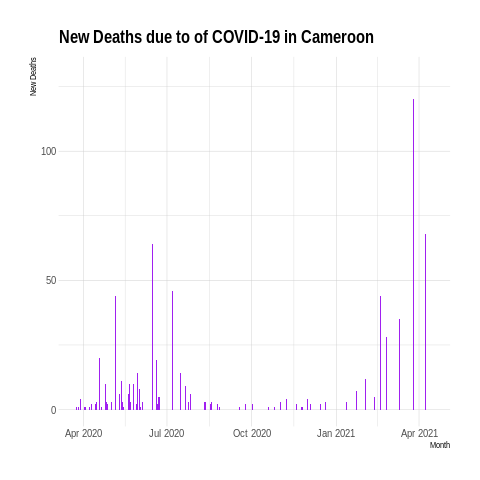 New Deaths due to of COVID-19 in Cameroon
New Deaths
100
50
0
Apr 2020 Jul 2020 Oct 2020 Jan 2021 Apr 2021
Month